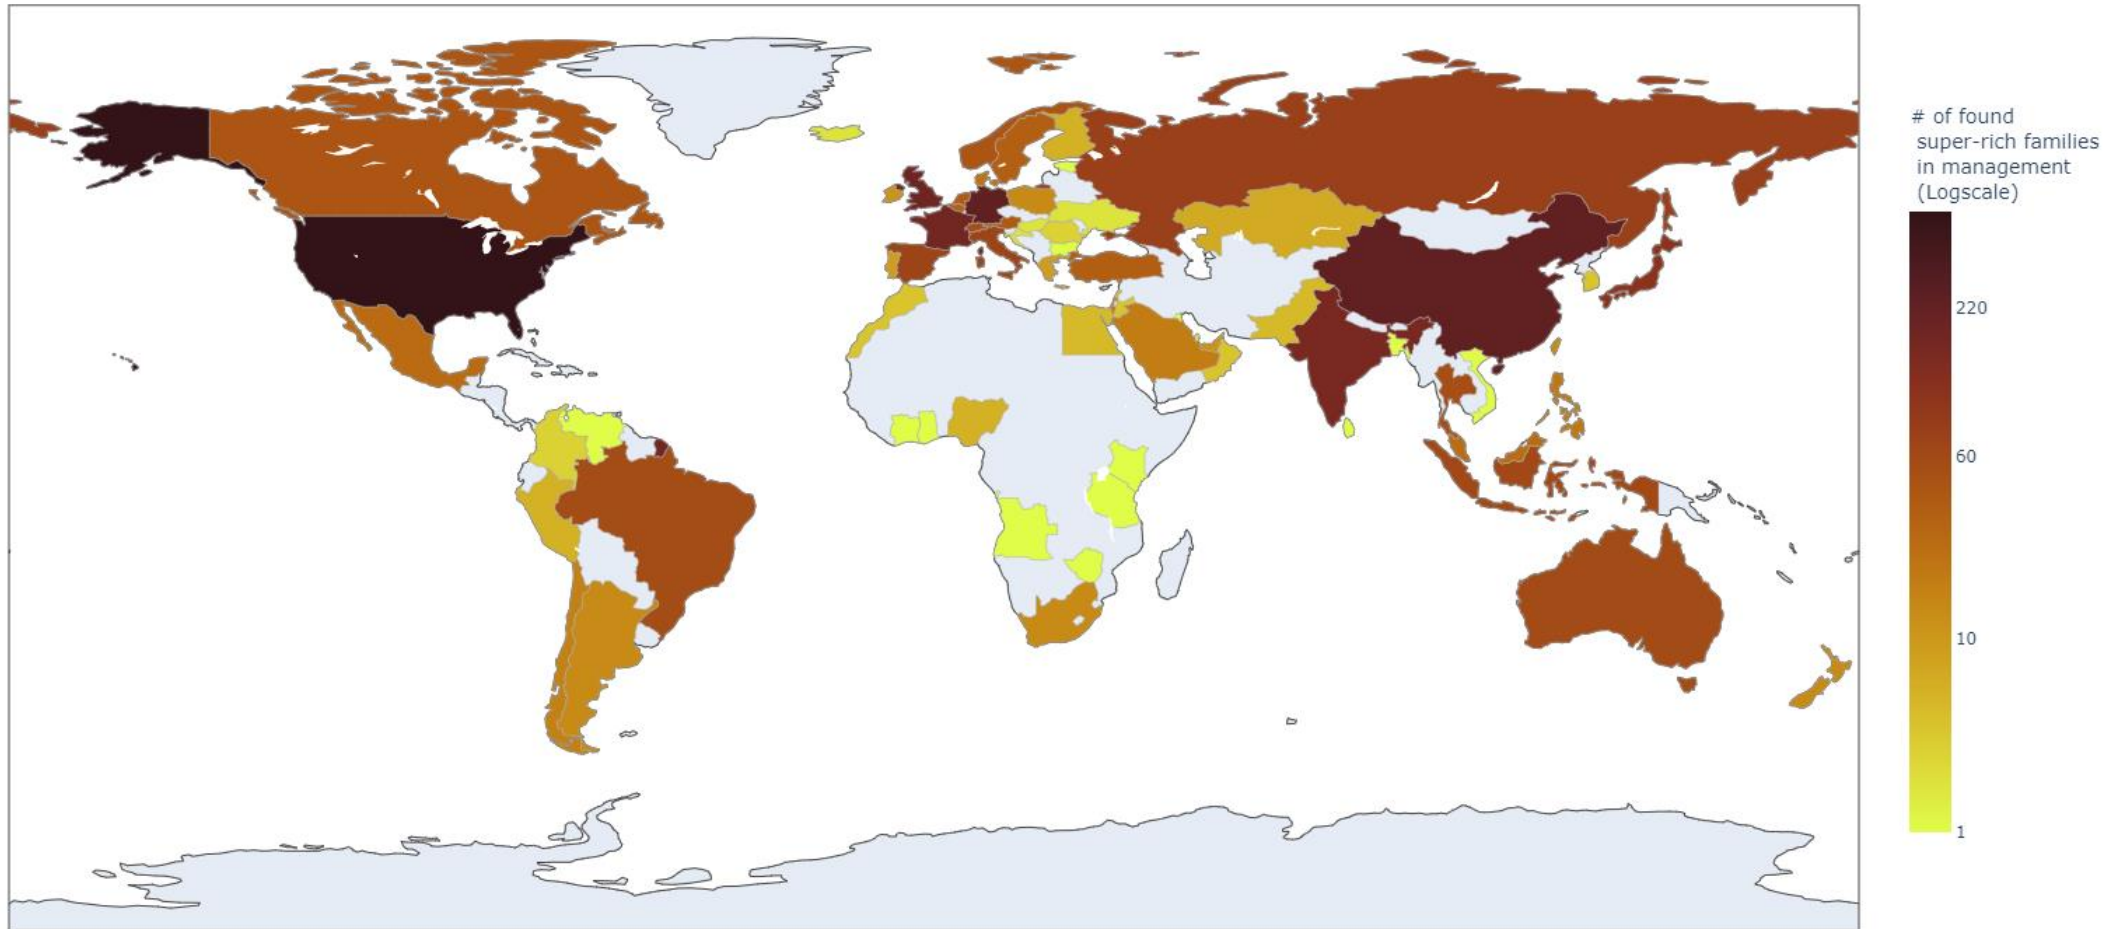 # of found
super-rich families
in management
(Logscale)
220
60
10
1